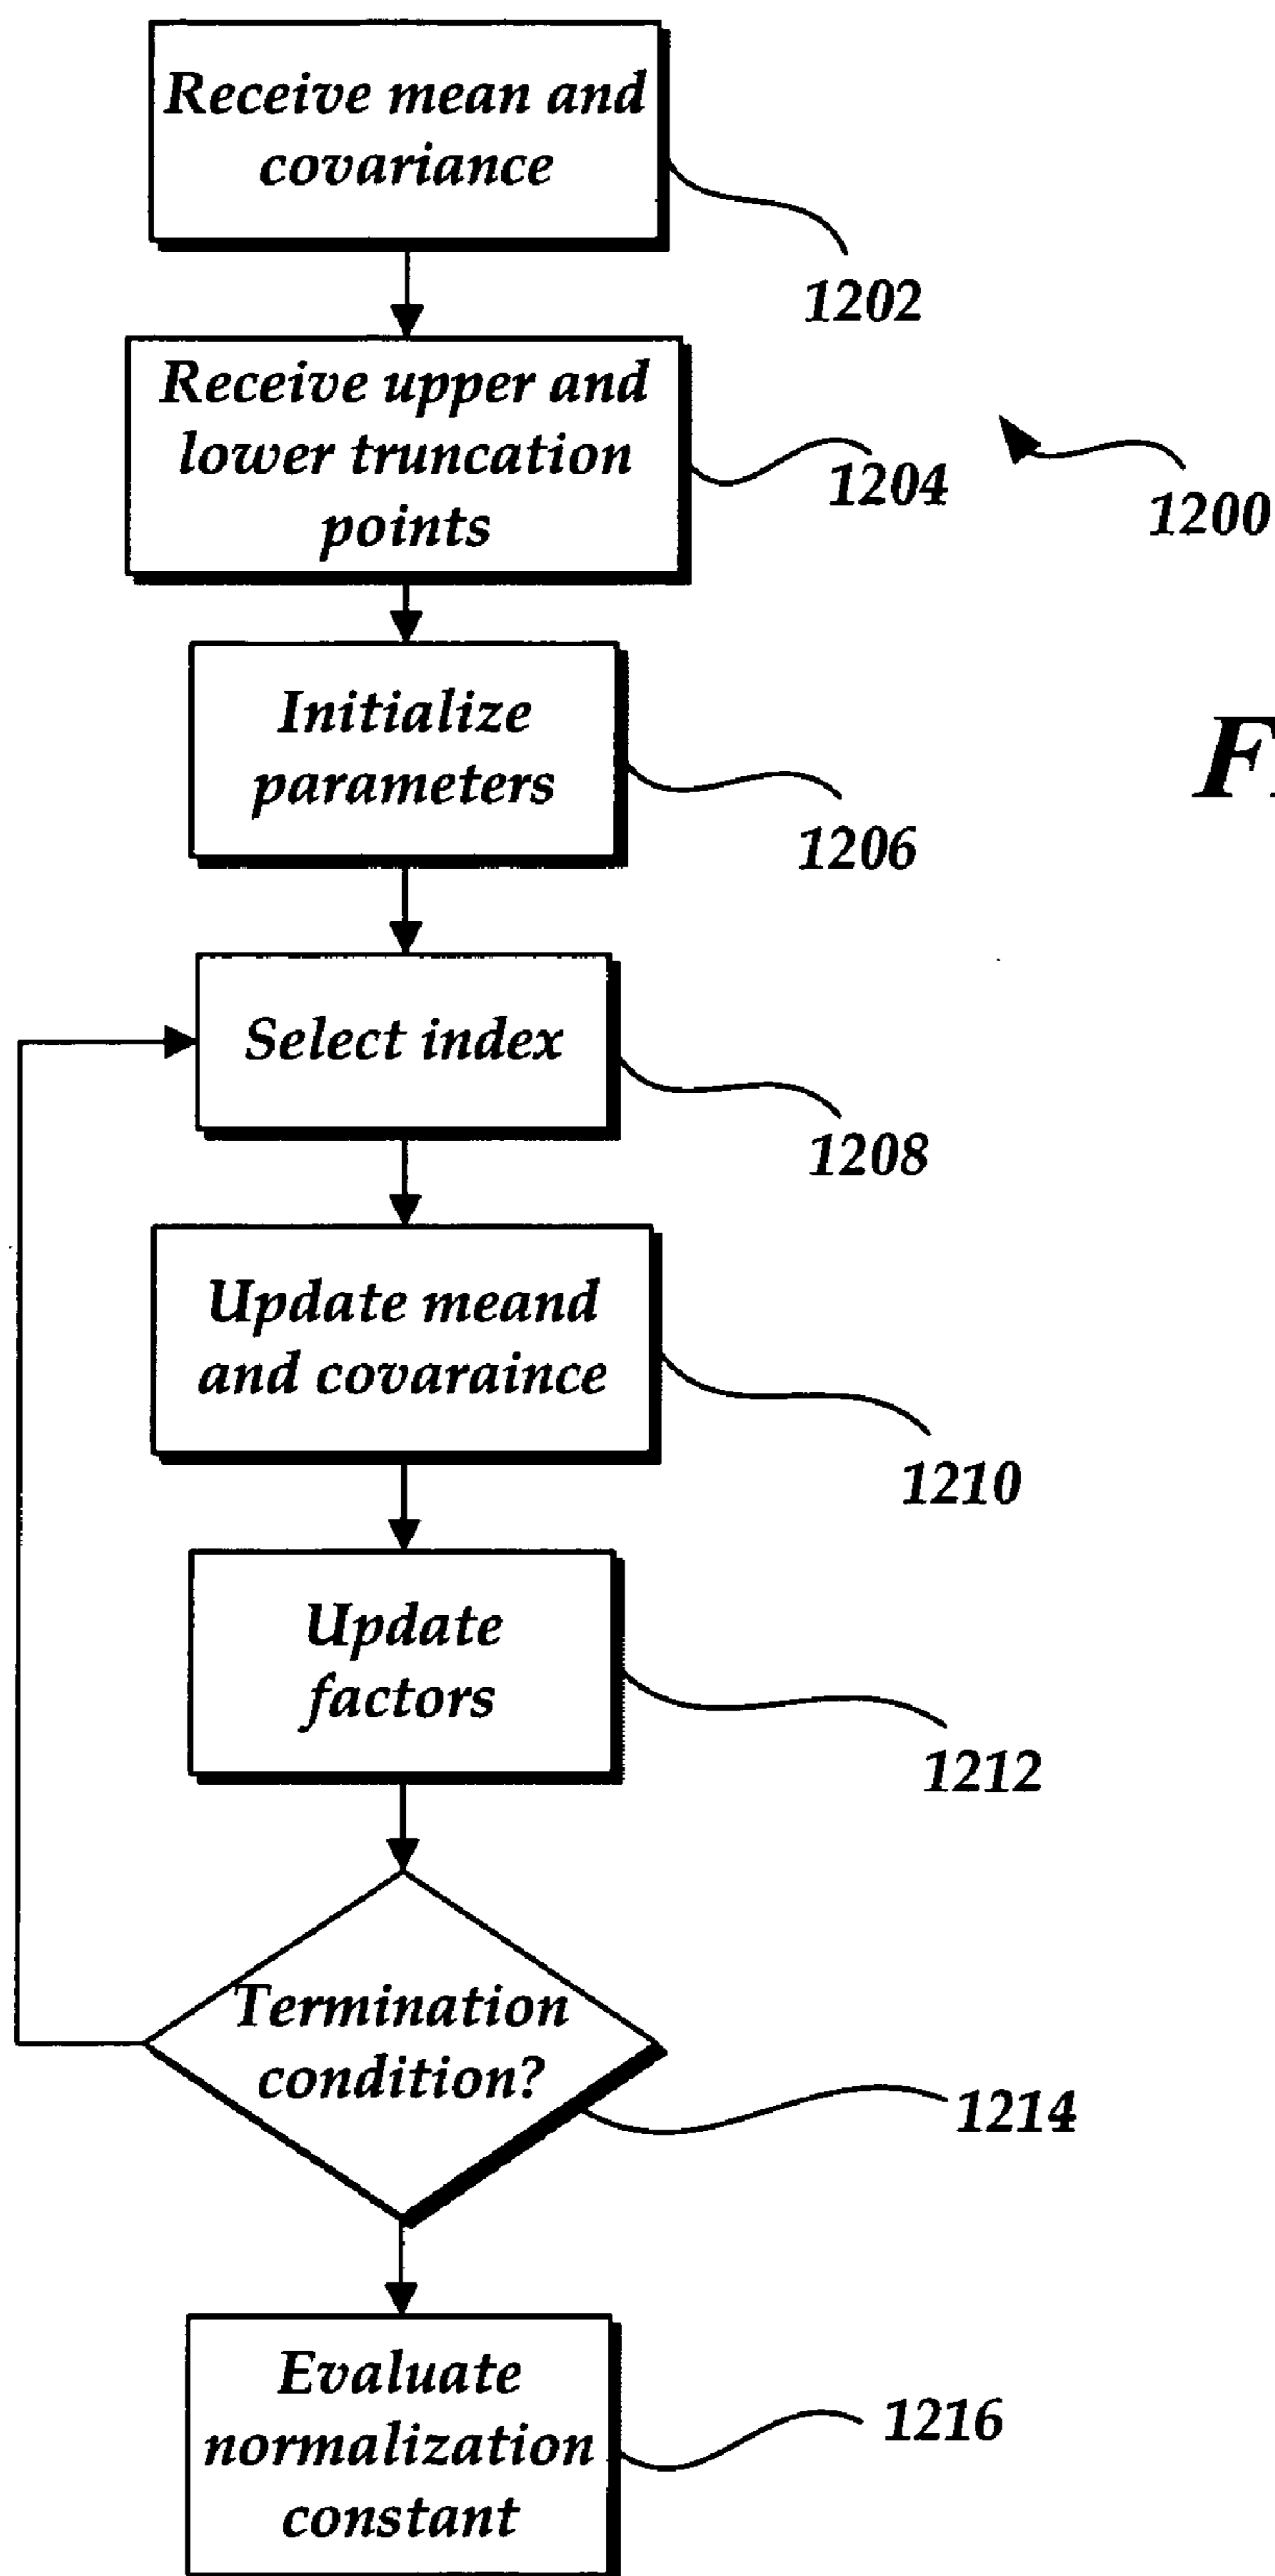 Receive mean and
covariance
1202
Receive upper and
lower truncation
points
1204
1200
Initialize
parameters
1206
Select index
1208
Update meand
and covaraince
1210
Update
factors
1212
Termination
condition?
1214
Evaluate
normalization
constant
1216